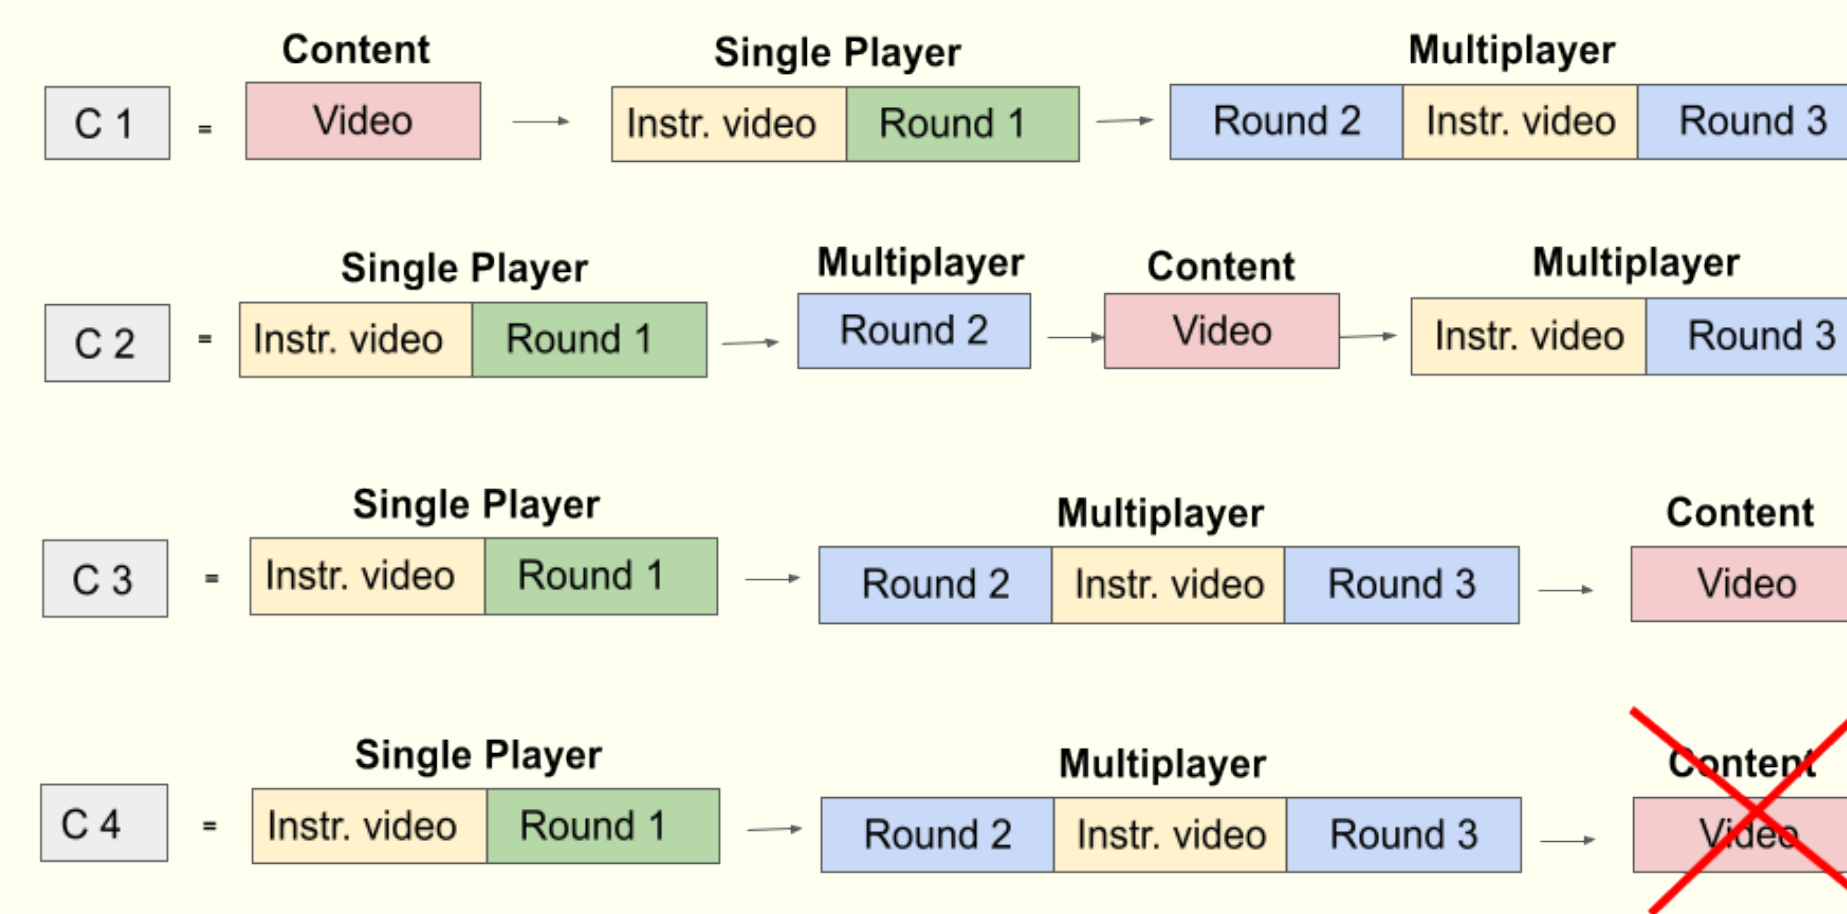 Content Single Player Multiplayer
C 1 = Video Instr. video Round 1 Round 2 Instr. video Round 3
Single Player Multiplayer Content Multiplayer
C 2 = Instr. video Round 1 Round 2 Video Instr. video Round 3
Single Player Multiplayer Content
C 3 = Instr. video Round 1 Round 2 Instr. video Round 3 Video
Single Player Multiplayer Content
C 4 = Instr. video Round 1 Round 2 Instr. video Round 3 Video